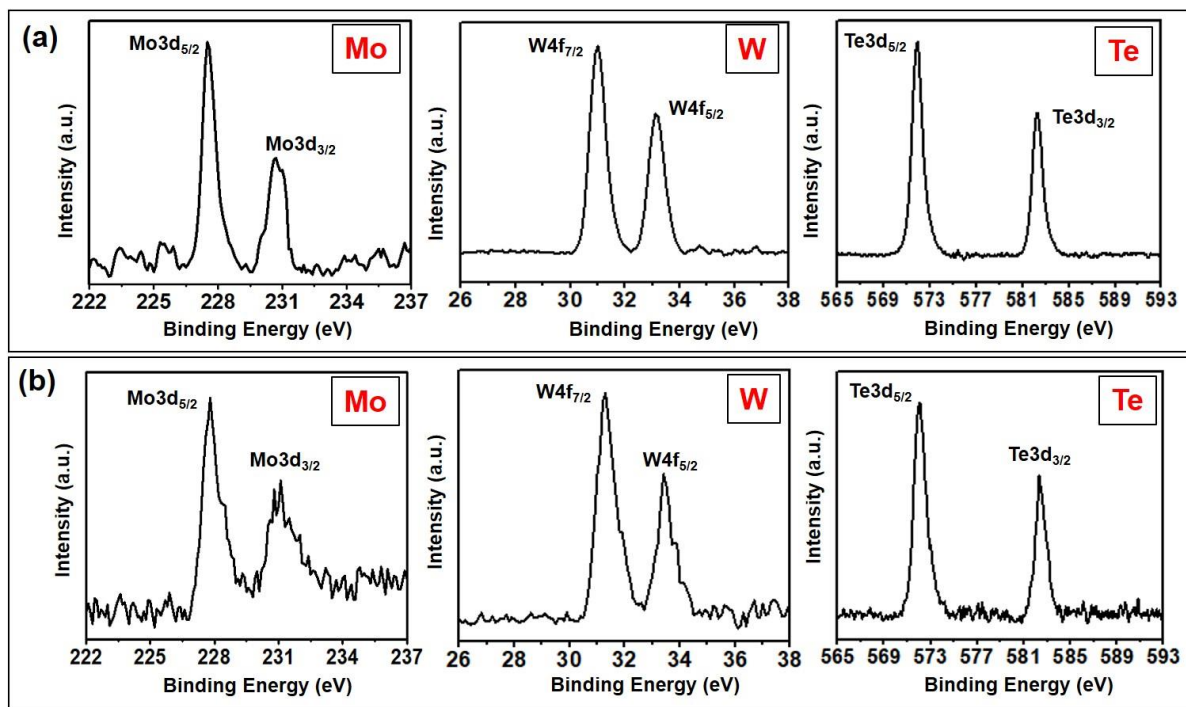 (a)
Mo3d5/2
Mo3d3/2
Mo
Intensity (a.u.)
222 225 228 231 234 237
Binding Energy (eV)
W4f7/2
W4f5/2
W
Intensity (a.u.)
26 28 30 32 34 36 38
Binding Energy (eV)
Te3d5/2
Te3d3/2
Te
Intensity (a.u.)
565 569 573 577 581 585 589 593
Binding Energy (eV)
(b)
Mo3d5/2
Mo3d3/2
Mo
Intensity (a.u.)
222 225 228 231 234 237
Binding Energy (eV)
W4f7/2
W4f5/2
W
Intensity (a.u.)
26 28 30 32 34 36 38
Binding Energy (eV)
Te3d5/2
Te3d3/2
Te
Intensity (a.u.)
565 569 573 577 581 585 589 593
Binding Energy (eV)